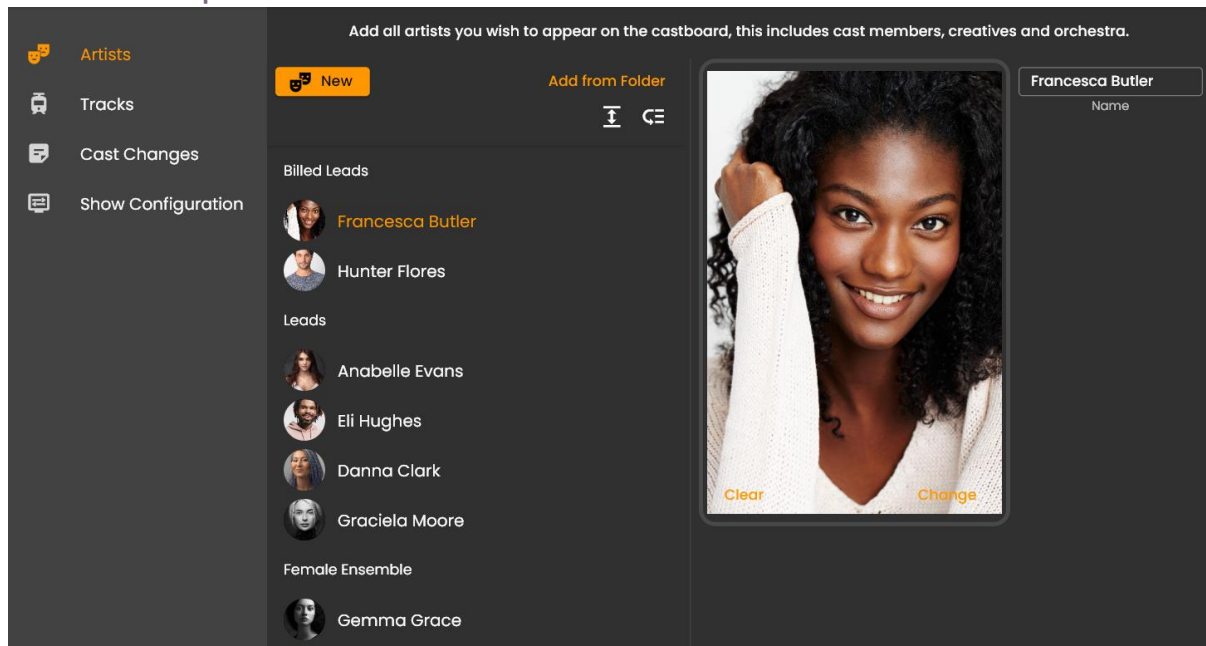 Add all artists you wish to appear on the castboard, this includes cast members, creatives and orchestra.
Artists
Tracks
Cast Changes
Show Configuration
New
Add from Folder
Billed Leads
Francesca Butler
Hunter Flores
Leads
Anabelle Evans
Eli Hughes
Danna Clark
Graciela Moore
Female Ensemble
Gemma Grace
Clear
Change
Francesca Butler
Name